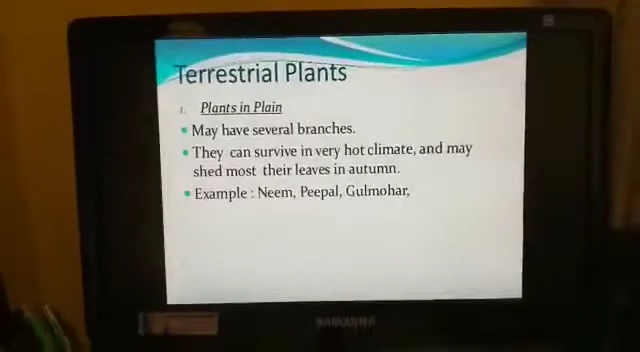 Terrestrial Plants
1. Plants in Plain
• May have several branches.
• They can survive in very hot climate, and may
shed most their leaves in autumn.
• Example : Neem, Peepal, Gulmohar,
SAMSUNG